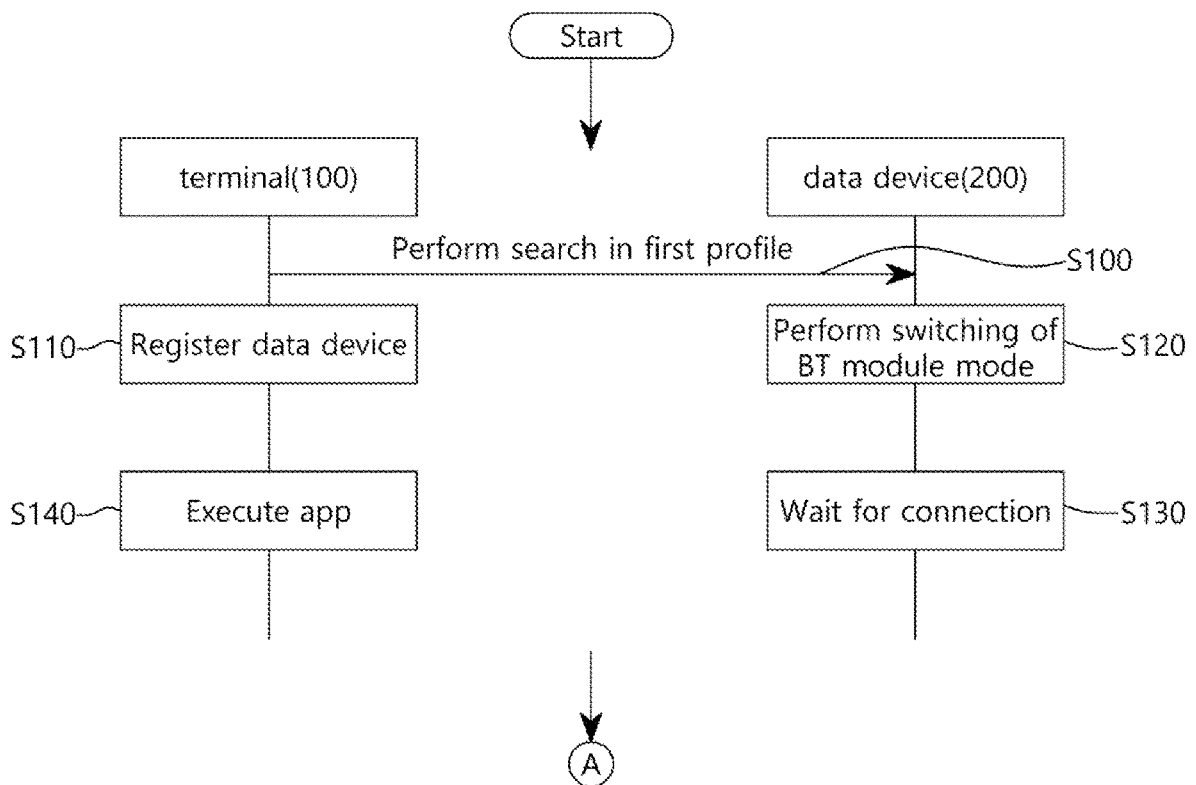 Start
terminal(100)
data device(200)
Perform search in first profile
S100
S110
Register data device
Perform switching of
BT module mode
S120
S140
Execute app
Wait for connection
S130
A